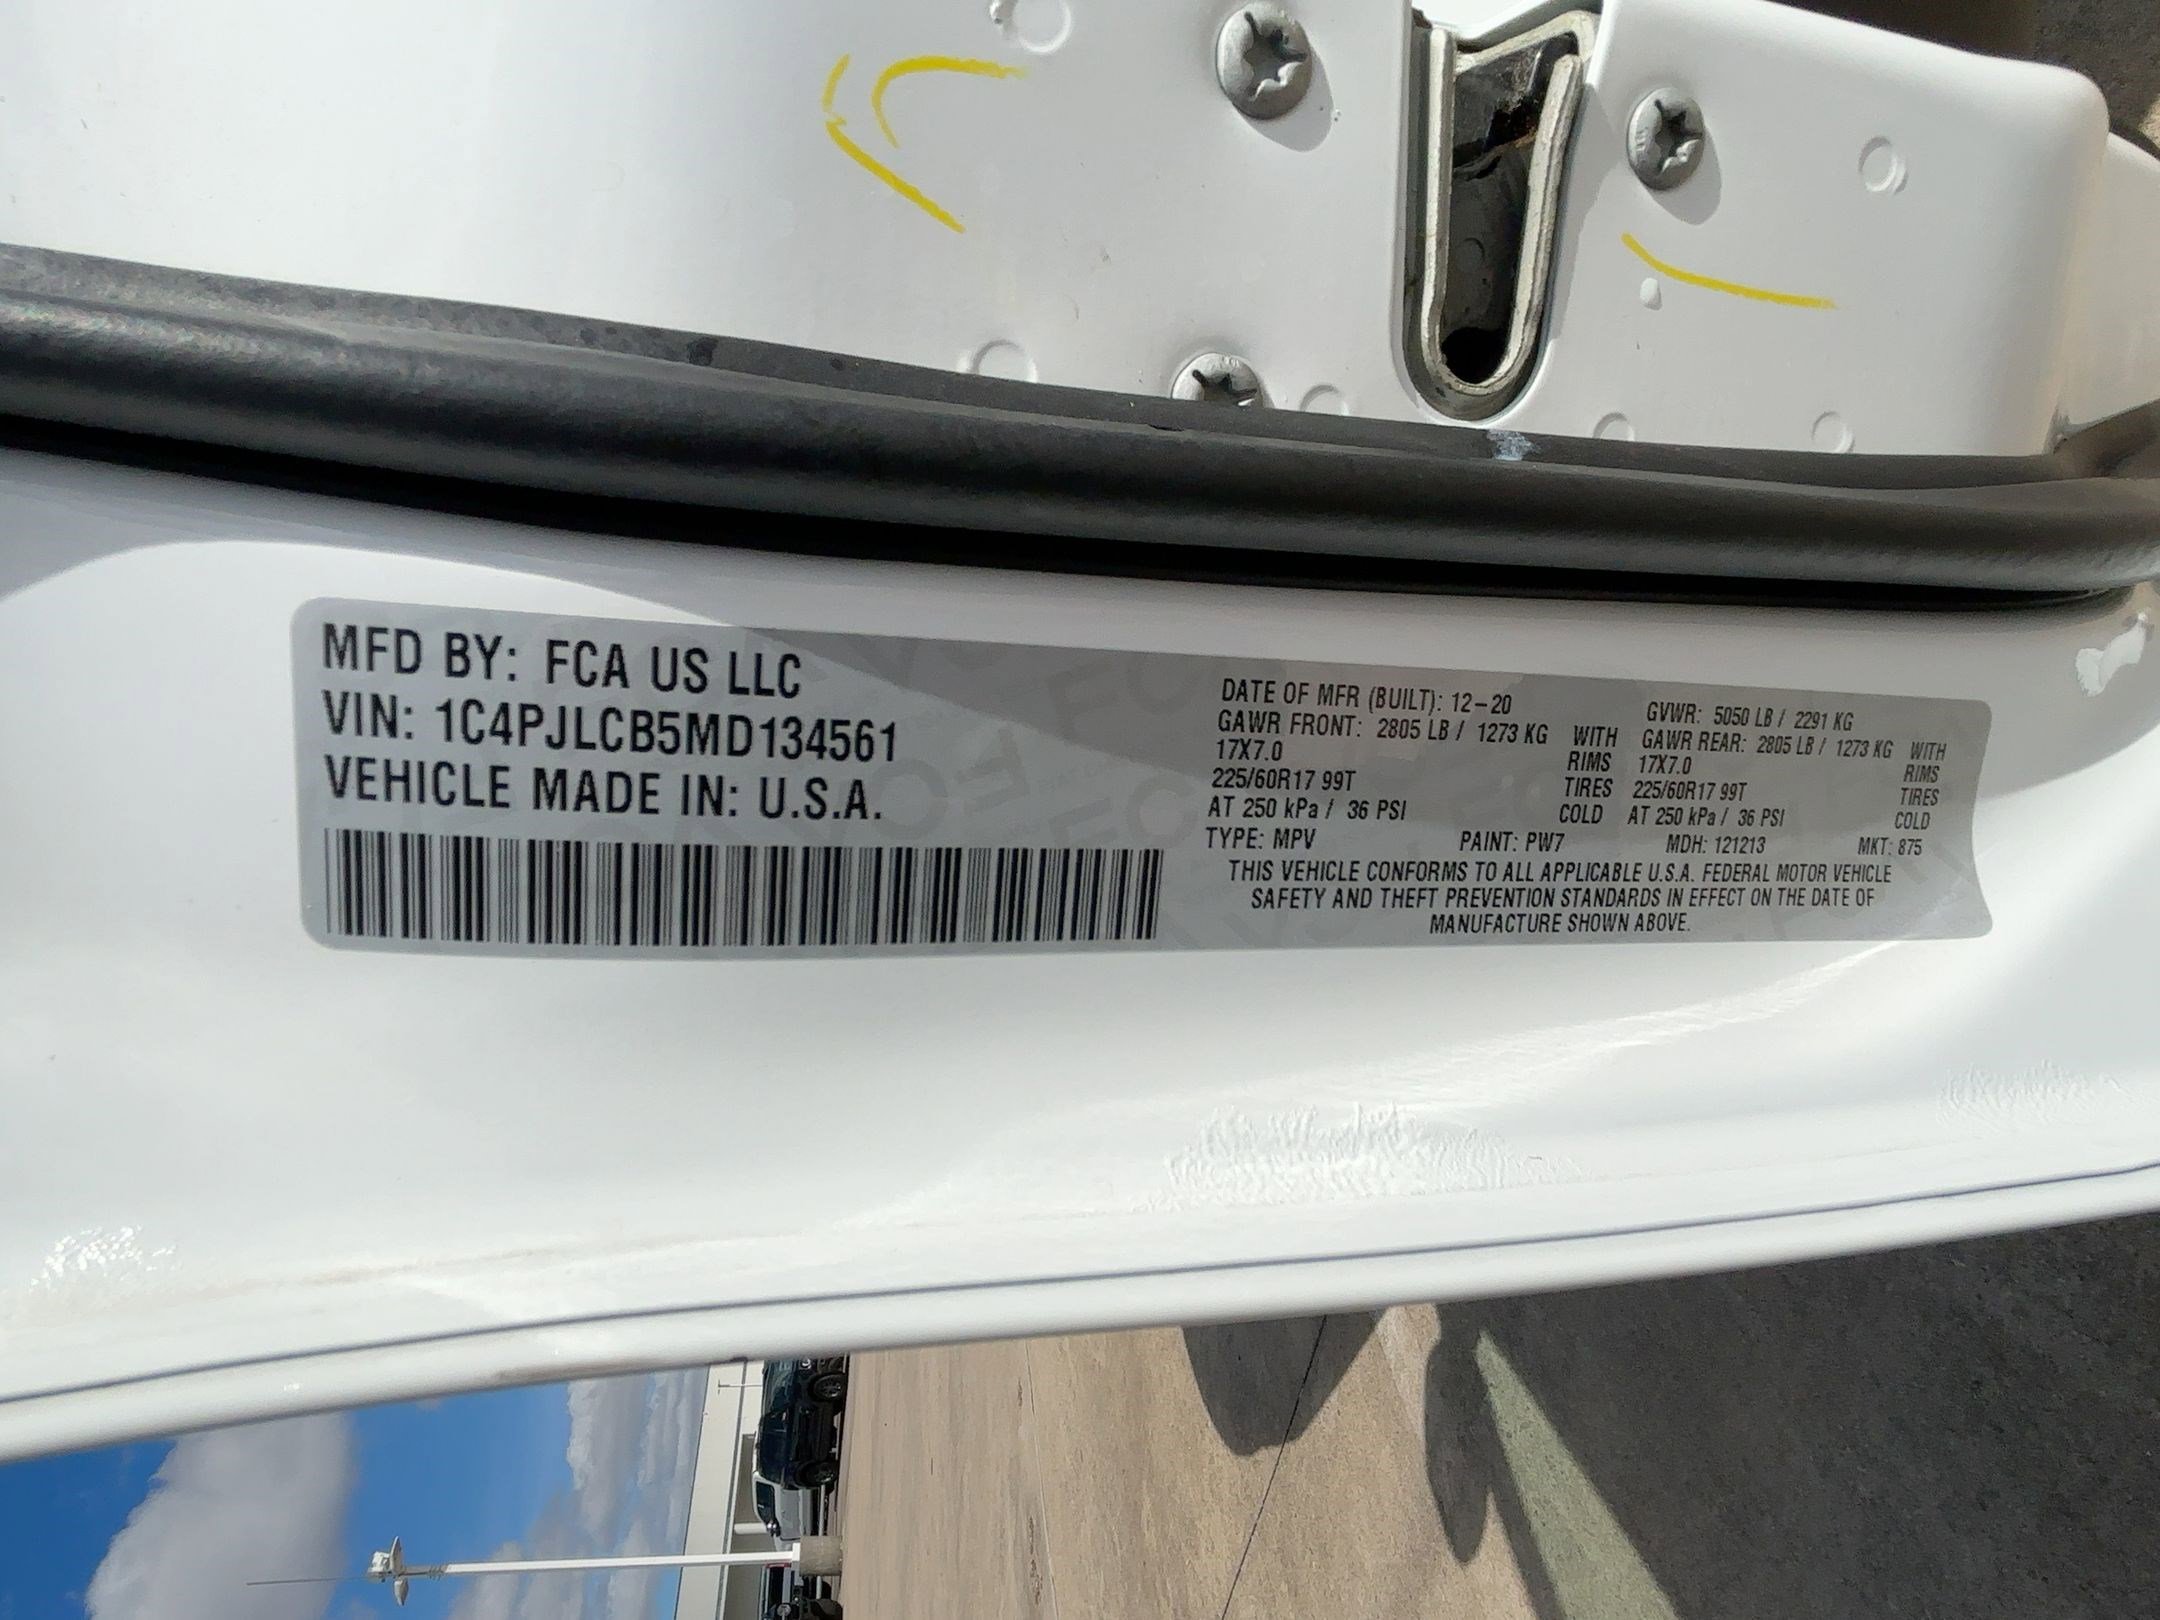 MFD BY: FCA US LLC
VIN: 1C4PJLCB5MD134561
VEHICLE MADE IN: U.S.A.
DATE OF MFR (BUILT): 12-20
GAWR FRONT: 2805 LB / 1273 KG WITH
17X7.0 RIMS
225/60R17 99T TIRES
AT 250 kPa / 36 PSI COLD
GVWR: 5050 LB / 2291 KG
GAWR REAR: 2805 LB / 1273 KG WITH
17X7.0 RIMS
225/60R17 99T TIRES
AT 250 kPa / 36 PSI COLD
TYPE: MPV PAINT: PW7 MDH: 121213 MKT: 875
THIS VEHICLE CONFORMS TO ALL APPLICABLE U.S.A. FEDERAL MOTOR VEHICLE
SAFETY AND THEFT PREVENTION STANDARDS IN EFFECT ON THE DATE OF
MANUFACTURE SHOWN ABOVE.